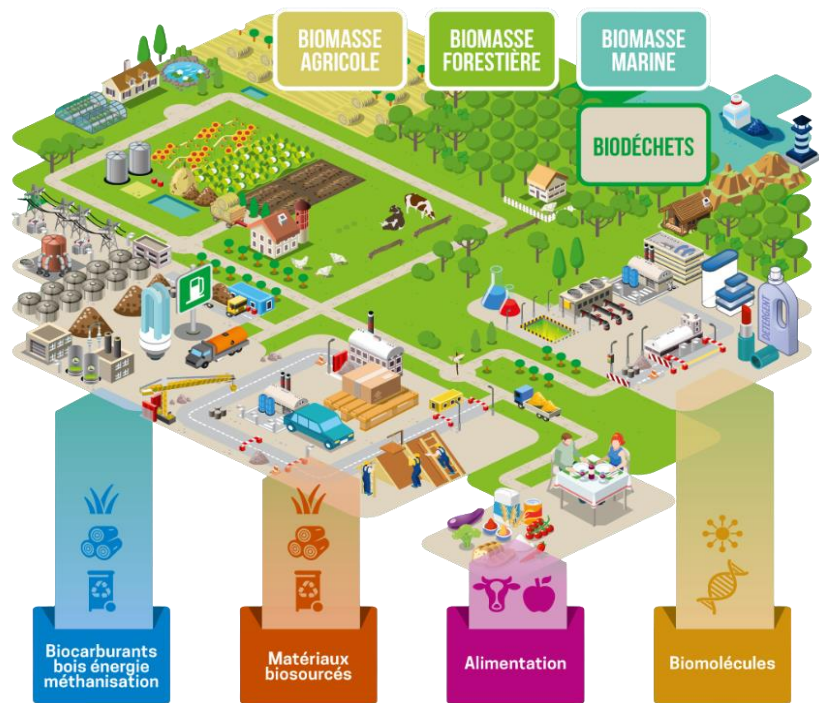 BIOMASSE
AGRICOLE
BIOMASSE
FORESTIÈRE
BIOMASSE
MARINE
BIODÉCHETS
DETERGENT
Biocarburants
bois énergie
méthanisation
Matériaux
biosourcés
Alimentation
Biomolécules